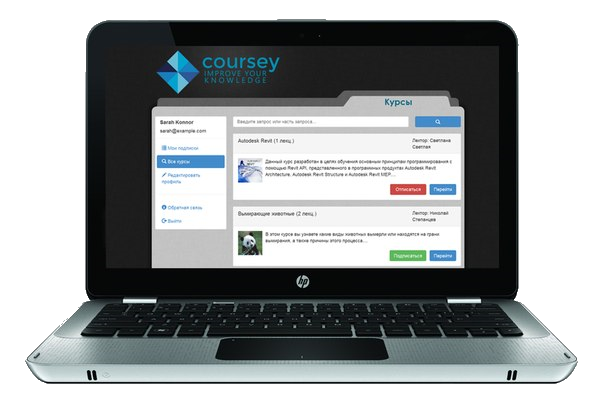 coursey
IMPROVE YOUR
KNOWLEDGE
Курсы
Sarah Konnor
sarah@example.com
Мои подписки
Все курсы
Редактировать
профиль
Обратная связь
Выйти
Введите запрос или часть запроса...
Autodesk Revit (1 лекц.)
Лектор: Светлана
Светлая
Данный курс разработан в целях обучения основным принципам программирования с
помощью Revit API, представленного в программных продуктах Autodesk Revit
Architecture, Autodesk Revit Structure и Autodesk Revit MEP....
Отписаться
Перейти
Вымирающие животные (2 лекц.)
Лектор: Николай
Степанцев
В этом курсе вы узнаете какие виды животных вымерли или находятся на грани
вымирания, а также причины этого процесса....
Подписаться
Перейти
hp